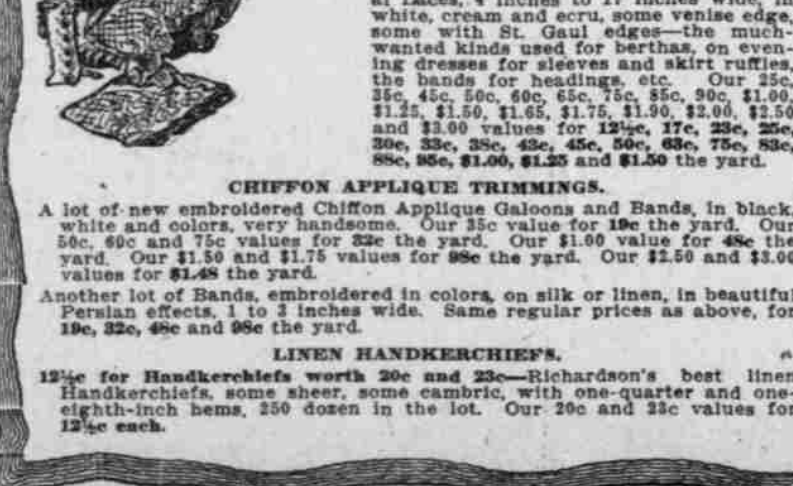 at Laces, 4 inches to 17 inches wide, in
white, cream and ecru, some venise edge,
some with St. Gaul edges—the much-
wanted kinds used for berthas, on even-
ing dresses for sleeves and skirt ruffles,
the bands for headings, etc. Our 25c,
35c, 45c, 50c, 60c, 65c, 75c, 85c, 90c, $1.00,
$1.25, $1.50, $1.65, $1.75, $1.90, $2.00, $2.50
and $3.00 values for 12½c, 17c, 23c, 25c,
30c, 33c, 38c, 43c, 45c, 50c, 63c, 75c, 83c,
88c, 95c, $1.00, $1.25 and $1.50 the yard.
CHIFFON APPLIQUE TRIMMINGS.
A lot of new embroidered Chiffon Applique Galoons and Bands, in black,
white and colors, very handsome. Our 35c value for 19c the yard. Our
50c, 60c and 75c values for 32c the yard. Our $1.00 value for 48c the
yard. Our $1.50 and $1.75 values for 98c the yard. Our $2.50 and $3.00
values for $1.48 the yard.
Another lot of Bands, embroidered in colors, on silk or linen, in beautiful
Persian effects, 1 to 3 inches wide. Same regular prices as above, for
19c, 32c, 48c and 98c the yard.
LINEN HANDKERCHIEFS.
12½c for Handkerchiefs worth 20c and 23c—Richardson's best linen
Handkerchiefs, some sheer, some cambric, with one-quarter and one-
eighth-inch hems, 250 dozen in the lot. Our 20c and 23c values for
12½c each.